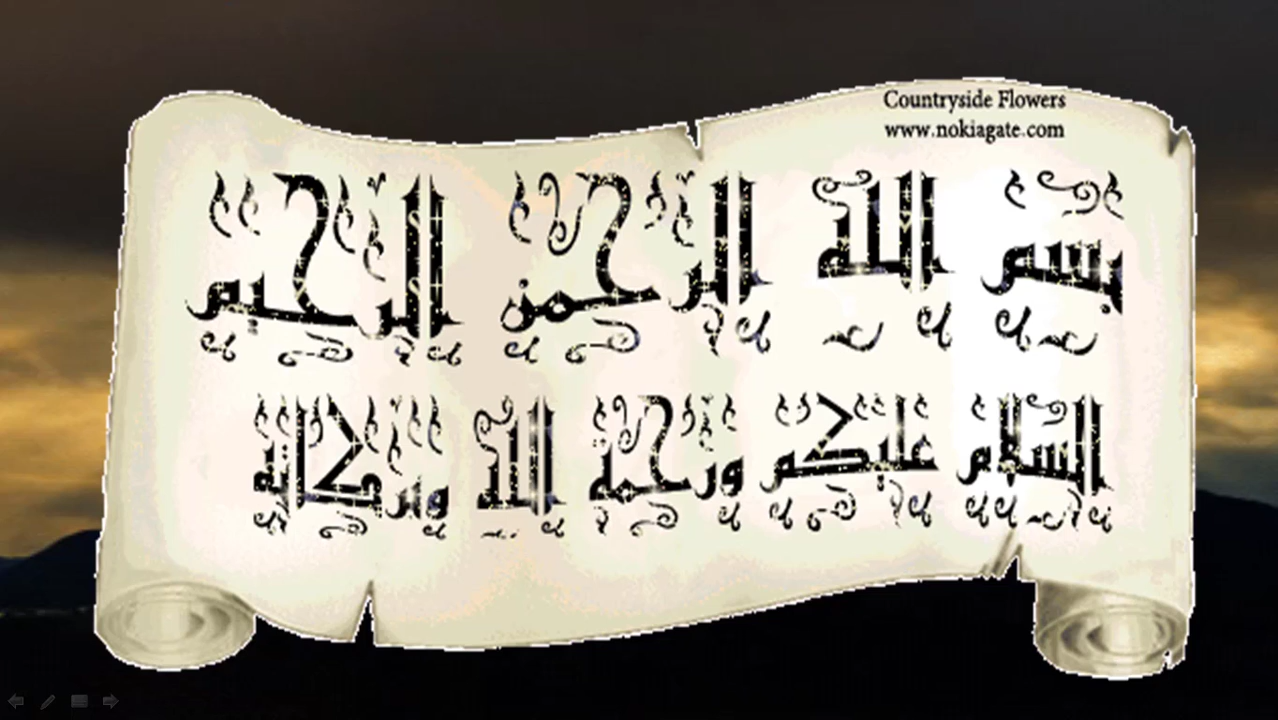 Countryside Flowers
www.nokiagate.com
بسم الله الرحمن الرحيم
السلام عليكم ورحمة الله وبركاته